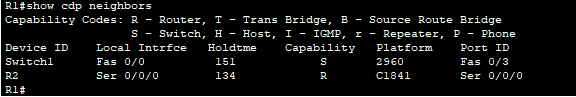 R1#show cdp neighbors
Capability Codes: R - Router, T - Trans Bridge, B - Source Route Bridge
S - Switch, H - Host, I - IGMP, r - Repeater, P - Phone
Device ID Local Intrfce Holdtme Capability Platform Port ID
Switch1 Fas 0/0 151 S 2960 Fas 0/3
R2 Ser 0/0/0 134 R C1841 Ser 0/0/0
R1#